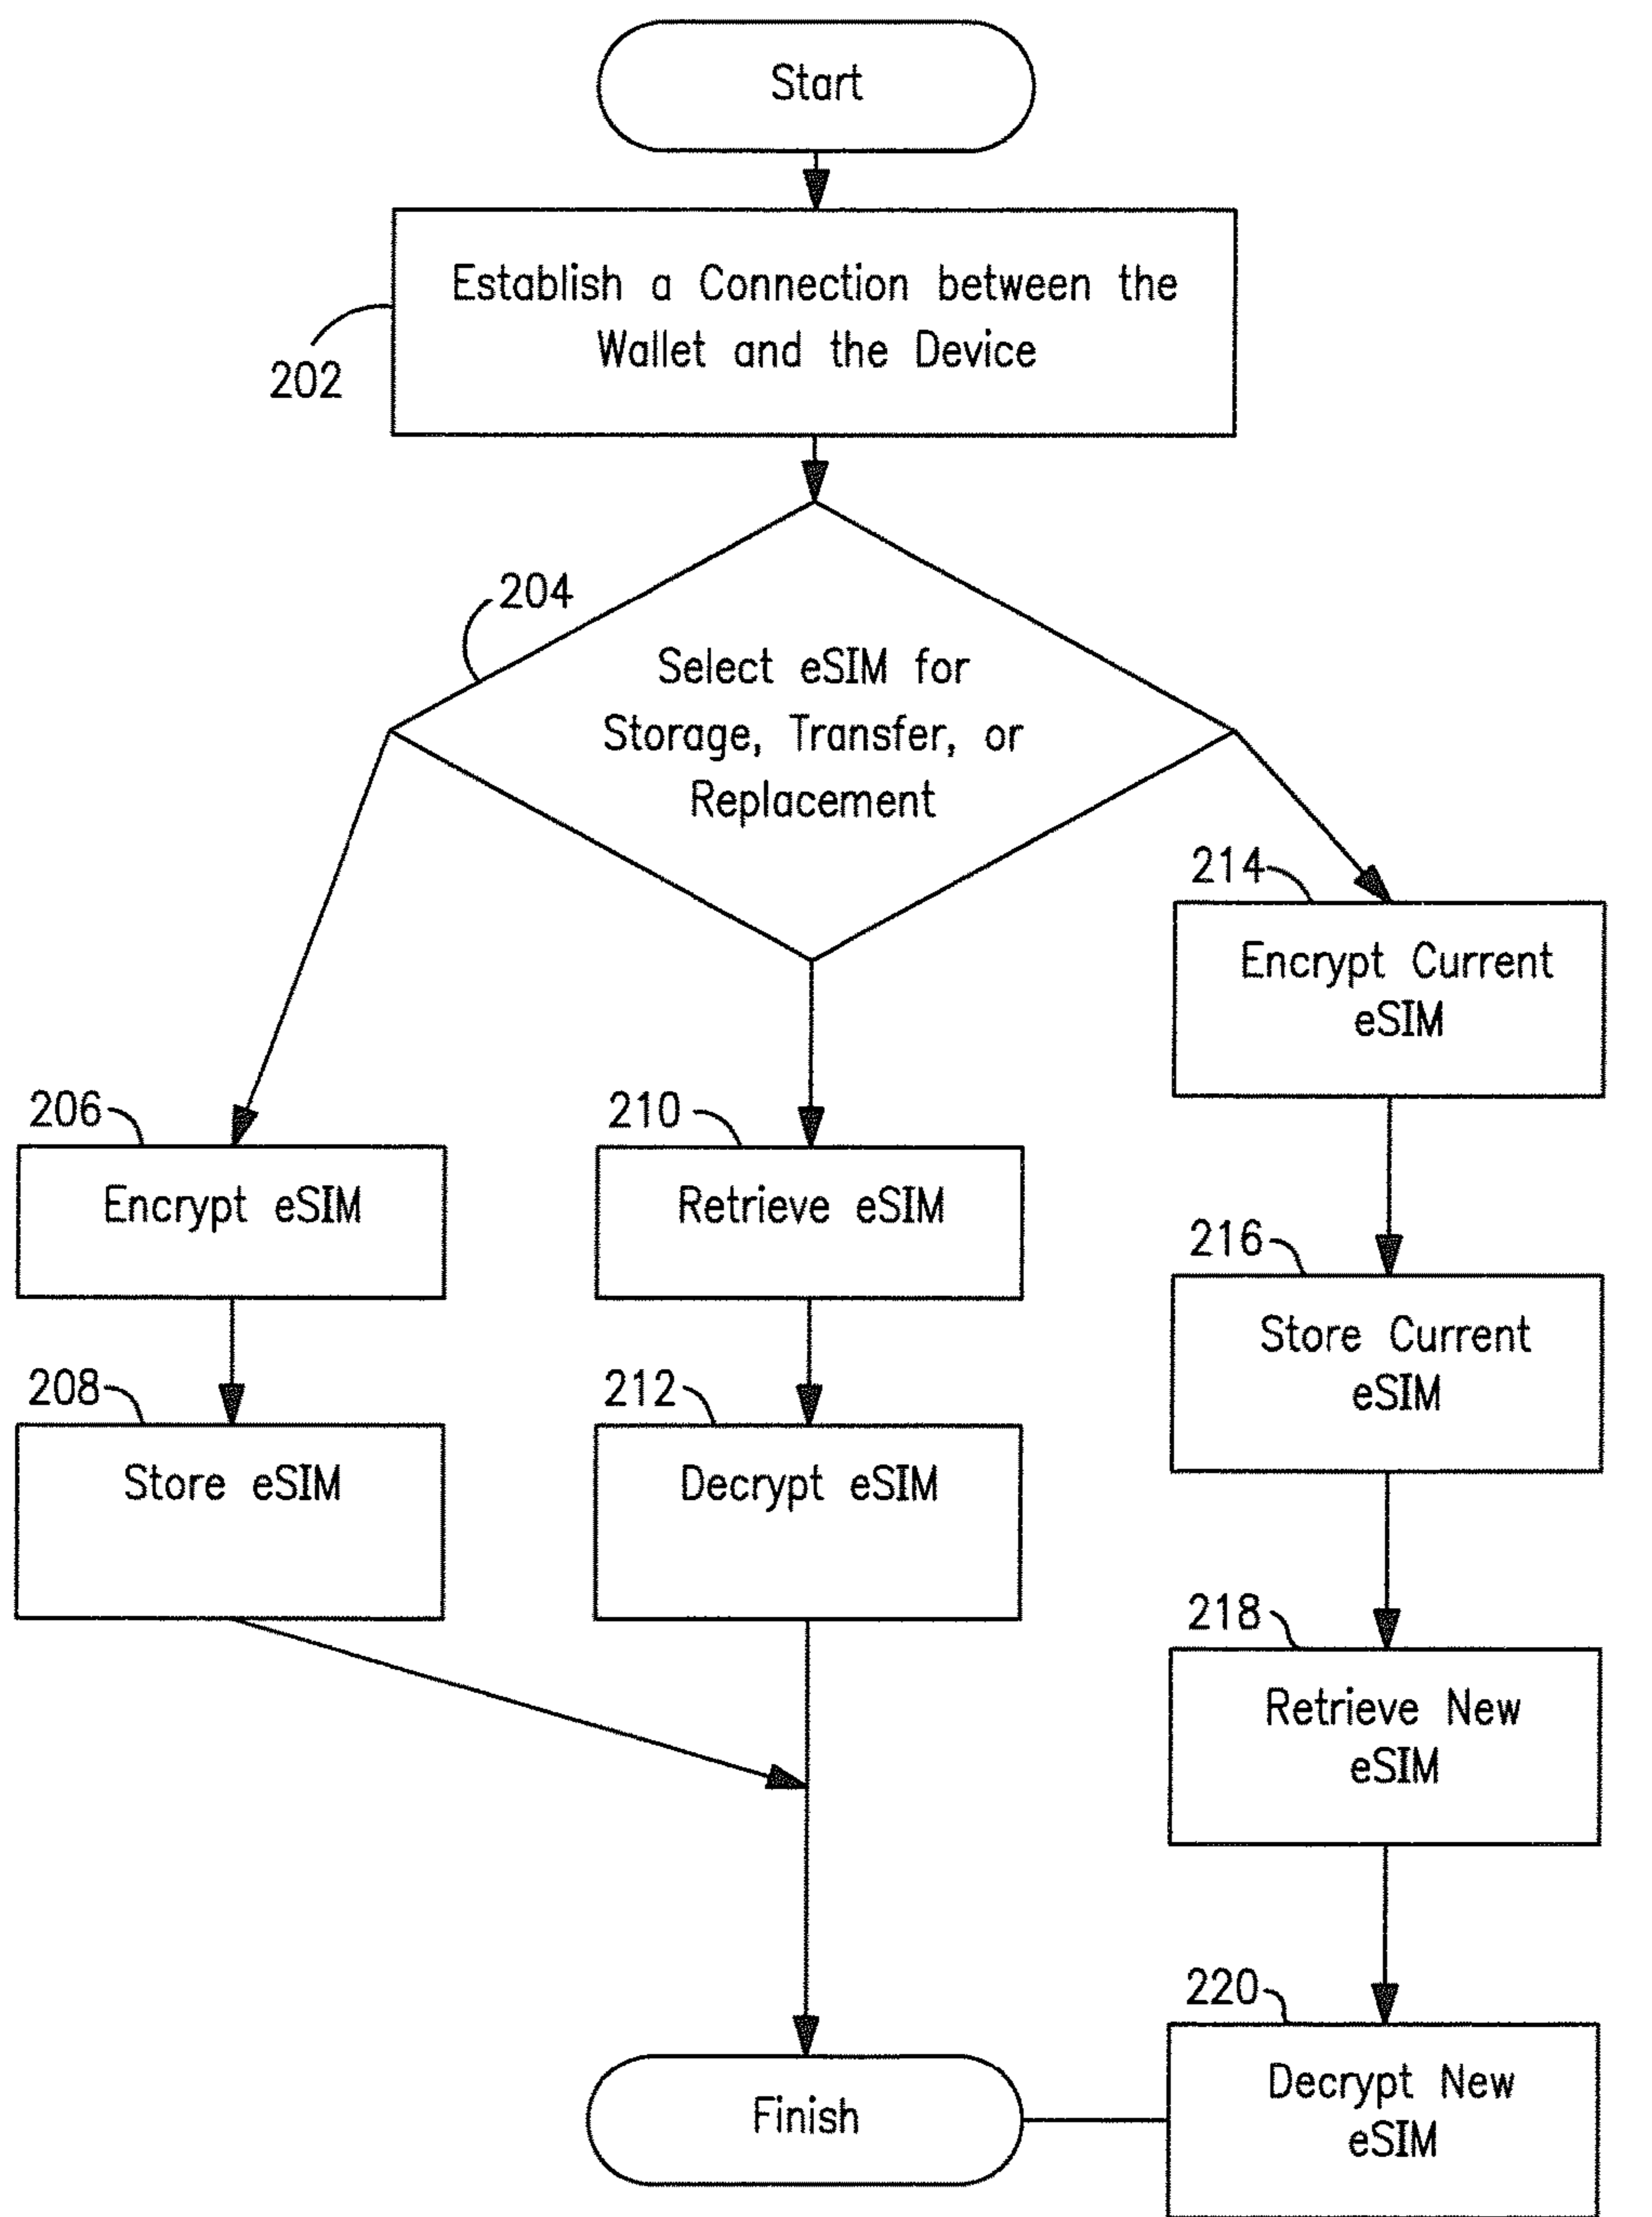 Start
Establish a Connection between the
Wallet and the Device
202
204
Select eSIM for
Storage, Transfer, or
Replacement
206
Encrypt eSIM
208
Store eSIM
210
Retrieve eSIM
212
Decrypt eSIM
214
Encrypt Current
eSIM
216
Store Current
eSIM
218
Retrieve New
eSIM
220
Decrypt New
eSIM
Finish